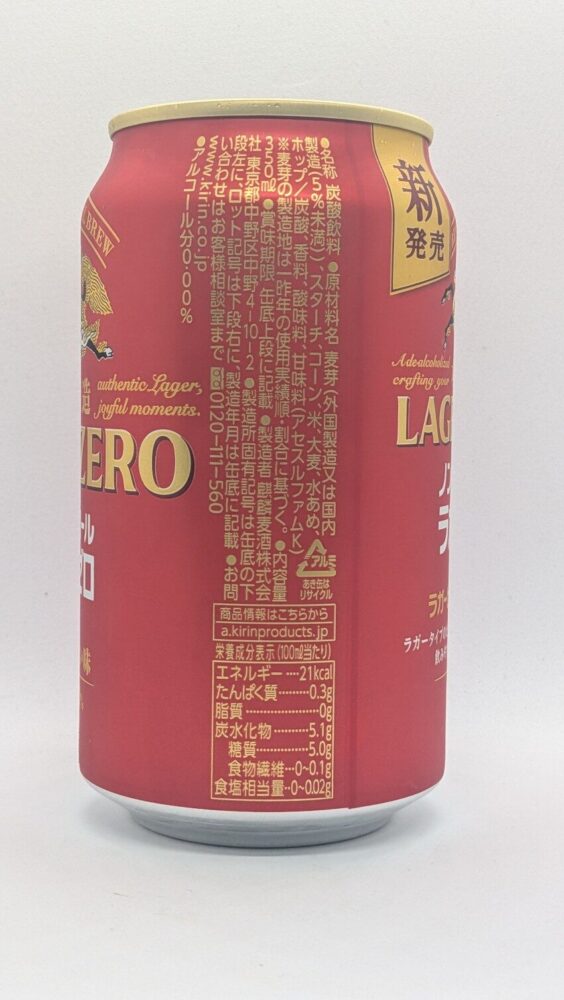 BREW
authentic Lager,
joyful moments.
ZERO
●名称 炭酸飲料 ●原材料名 麦芽(外国製造又は国内
製造(5%未満))、スターチ、コーン、米、大麦、水あめ、
ホップ/炭酸、香料、酸味料、甘味料(アセスルファムK)
※麦芽の製造地は一昨年の使用実績順・割合に基づく。●内容量
350㎖ ●賞味期限 缶底上段に記載 ●製造者 麒麟麦酒株式会
社 東京都中野区中野4-10-2 ●製造所固有記号は缶底の下
段左に、ロット記号は下段右に、製造年月は缶底に記載 ●お問
い合わせはお客様相談室まで 0120-111-560
www.kirin.co.jp
●アルコール分0.00%
アルミ
あき缶は
リサイクル
商品情報はこちらから
a.kirinproducts.jp
栄養成分表示(100㎖当たり)
エネルギー…21kcal
たんぱく質…0.3g
脂質…0g
炭水化物…5.1g
糖質…5.0g
食物繊維…0~0.1g
食塩相当量…0~0.02g
新
発売
A dealcoholized
crafting your
LAG
ラガー
ラガータイプの